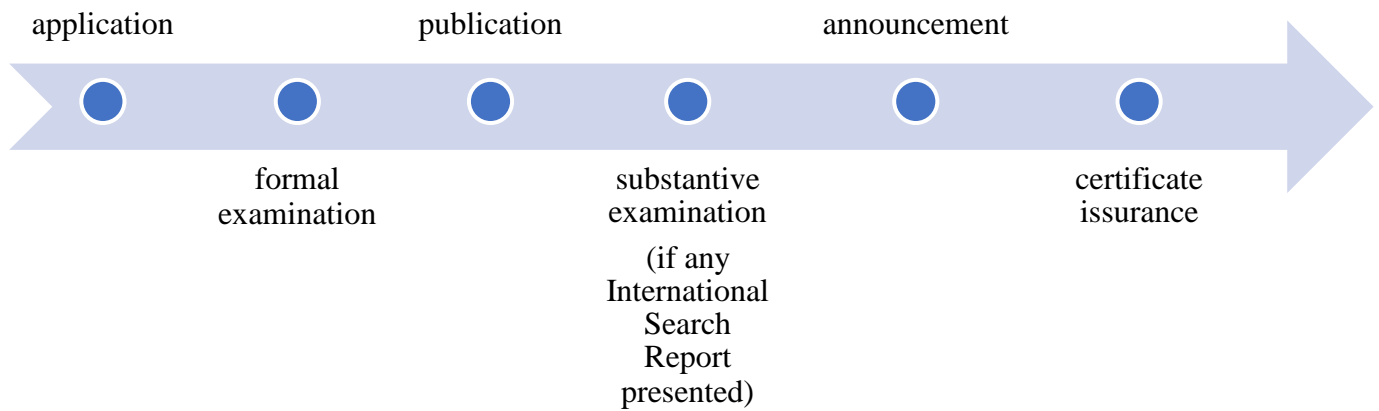 application
publication
announcement
formal
examination
substantive
examination
(if any
International
Search
Report
presented)
certificate
issurance